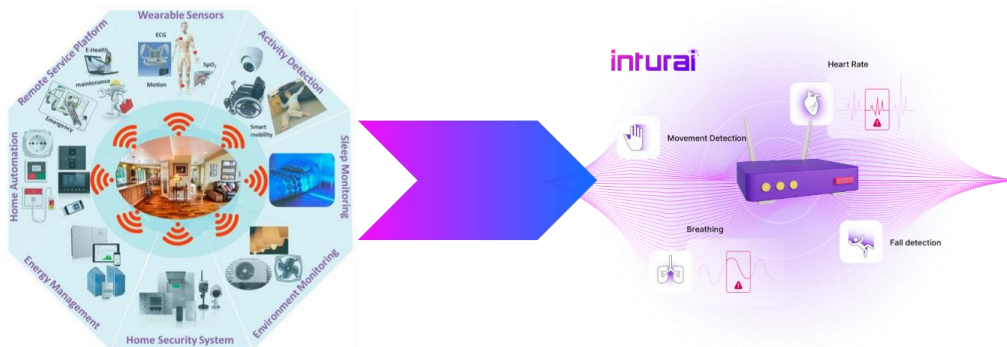 Wearable Sensors
Remote Service Platform
Activity Detection
ECG
E-Health
SpO₂
Motion
maintenance
Emergency
Smart
mobility
Home Automation
Sleep Monitoring
Energy Management
Environment Monitoring
Home Security System
inturai
Heart Rate
Movement Detection
Breathing
Fall detection